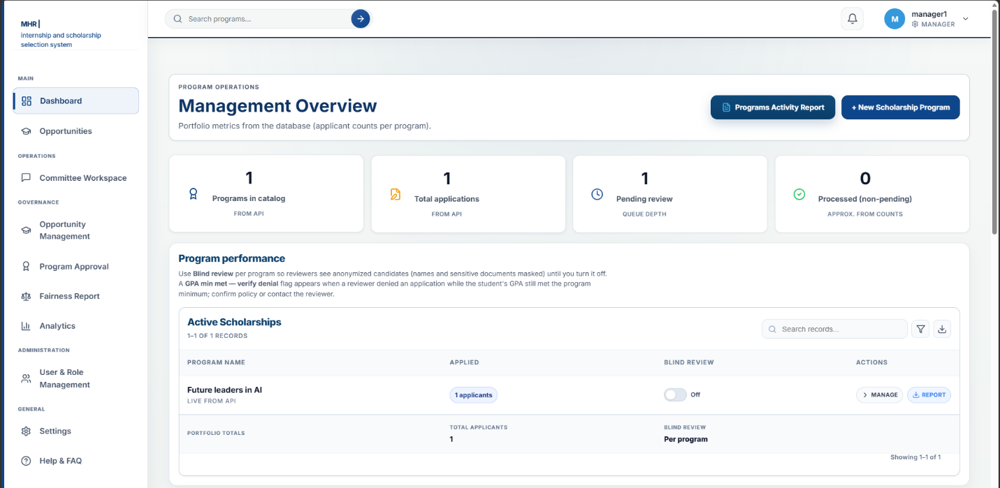 MHR |
internship and scholarship
selection system
MAIN
Dashboard
Opportunities
OPERATIONS
Committee Workspace
GOVERNANCE
Opportunity
Management
Program Approval
Fairness Report
Analytics
ADMINISTRATION
User & Role
Management
GENERAL
Settings
Help & FAQ
Search programs...
M
manager1
MANAGER
PROGRAM OPERATIONS
Management Overview
Portfolio metrics from the database (applicant counts per program).
Programs Activity Report
+ New Scholarship Program
1
Programs in catalog
FROM API
1
Total applications
FROM API
1
Pending review
QUEUE DEPTH
0
Processed (non-pending)
APPROX. FROM COUNTS
Program performance
Use Blind review per program so reviewers see anonymized candidates (names and sensitive documents masked) until you turn it off.
A GPA min met — verify denial flag appears when a reviewer denied an application while the student's GPA still met the program
minimum; confirm policy or contact the reviewer.
Active Scholarships
1–1 OF 1 RECORDS
Search records...
PROGRAM NAME APPLIED BLIND REVIEW ACTIONS
Future leaders in AI
LIVE FROM API
1 applicants
Off
MANAGE
REPORT
PORTFOLIO TOTALS
TOTAL APPLICANTS
1
BLIND REVIEW
Per program
Showing 1–1 of 1